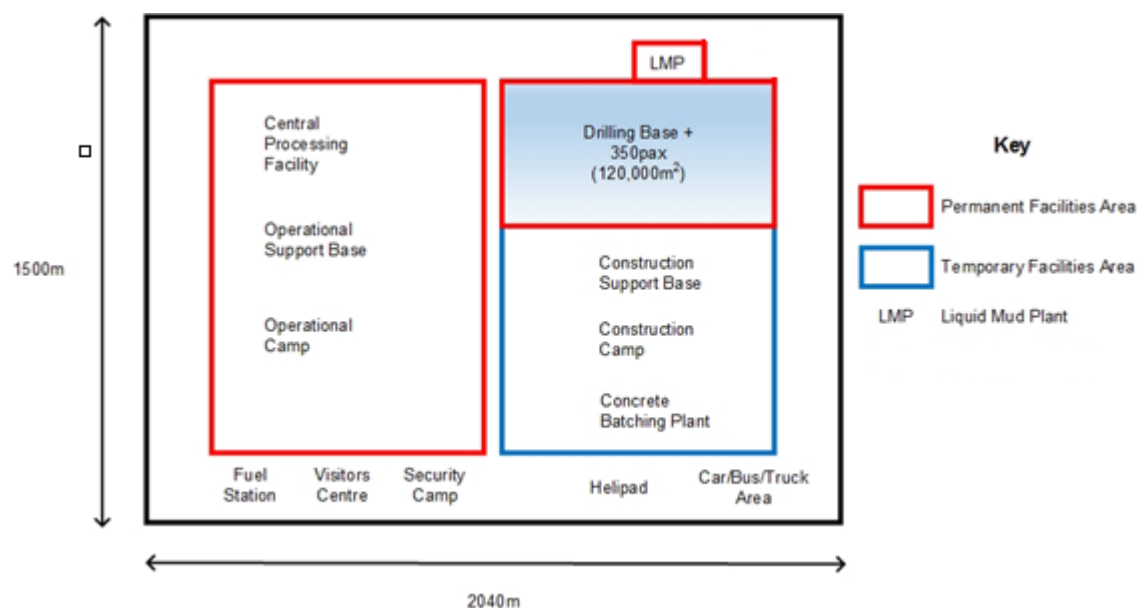 LMP
Central
Processing
Facility
Drilling Base +
350pax
(120,000m²)
Key
Permanent Facilities Area
Operational
Support Base
1500m
Construction
Support Base
Temporary Facilities Area
LMP Liquid Mud Plant
Operational
Camp
Construction
Camp
Concrete
Batching Plant
Fuel
Station
Visitors
Centre
Security
Camp
Helipad
Car/Bus/Truck
Area
2040m